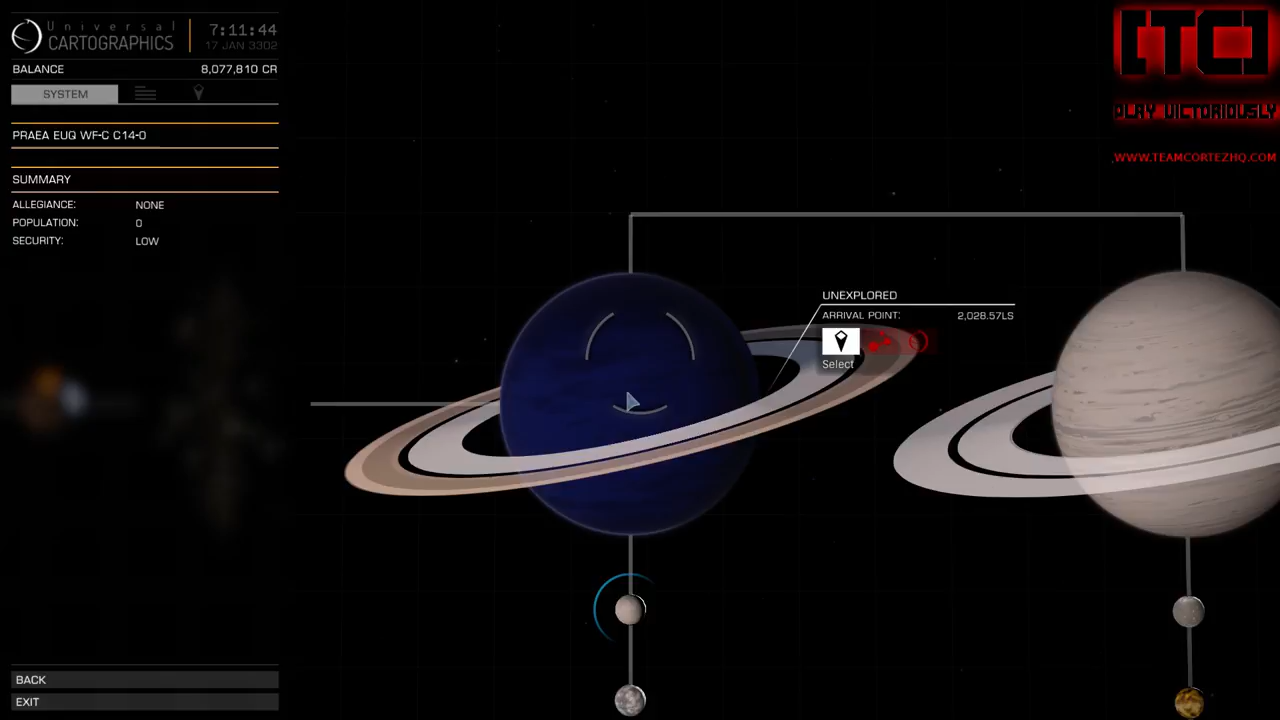 Universal
CARTOGRAPHICS
7:11:44
17 JAN 3302
BALANCE 8,077,810 CR
SYSTEM
PRAEA EUQ WF-C C14-0
SUMMARY
ALLEGIANCE: NONE
POPULATION: 0
SECURITY: LOW
UNEXPLORED
ARRIVAL POINT: 2,028.57LS
Select
BACK
EXIT
ITC
PLAY VICTORIOUSLY
WWW.TEAMCORTEZHQ.COM